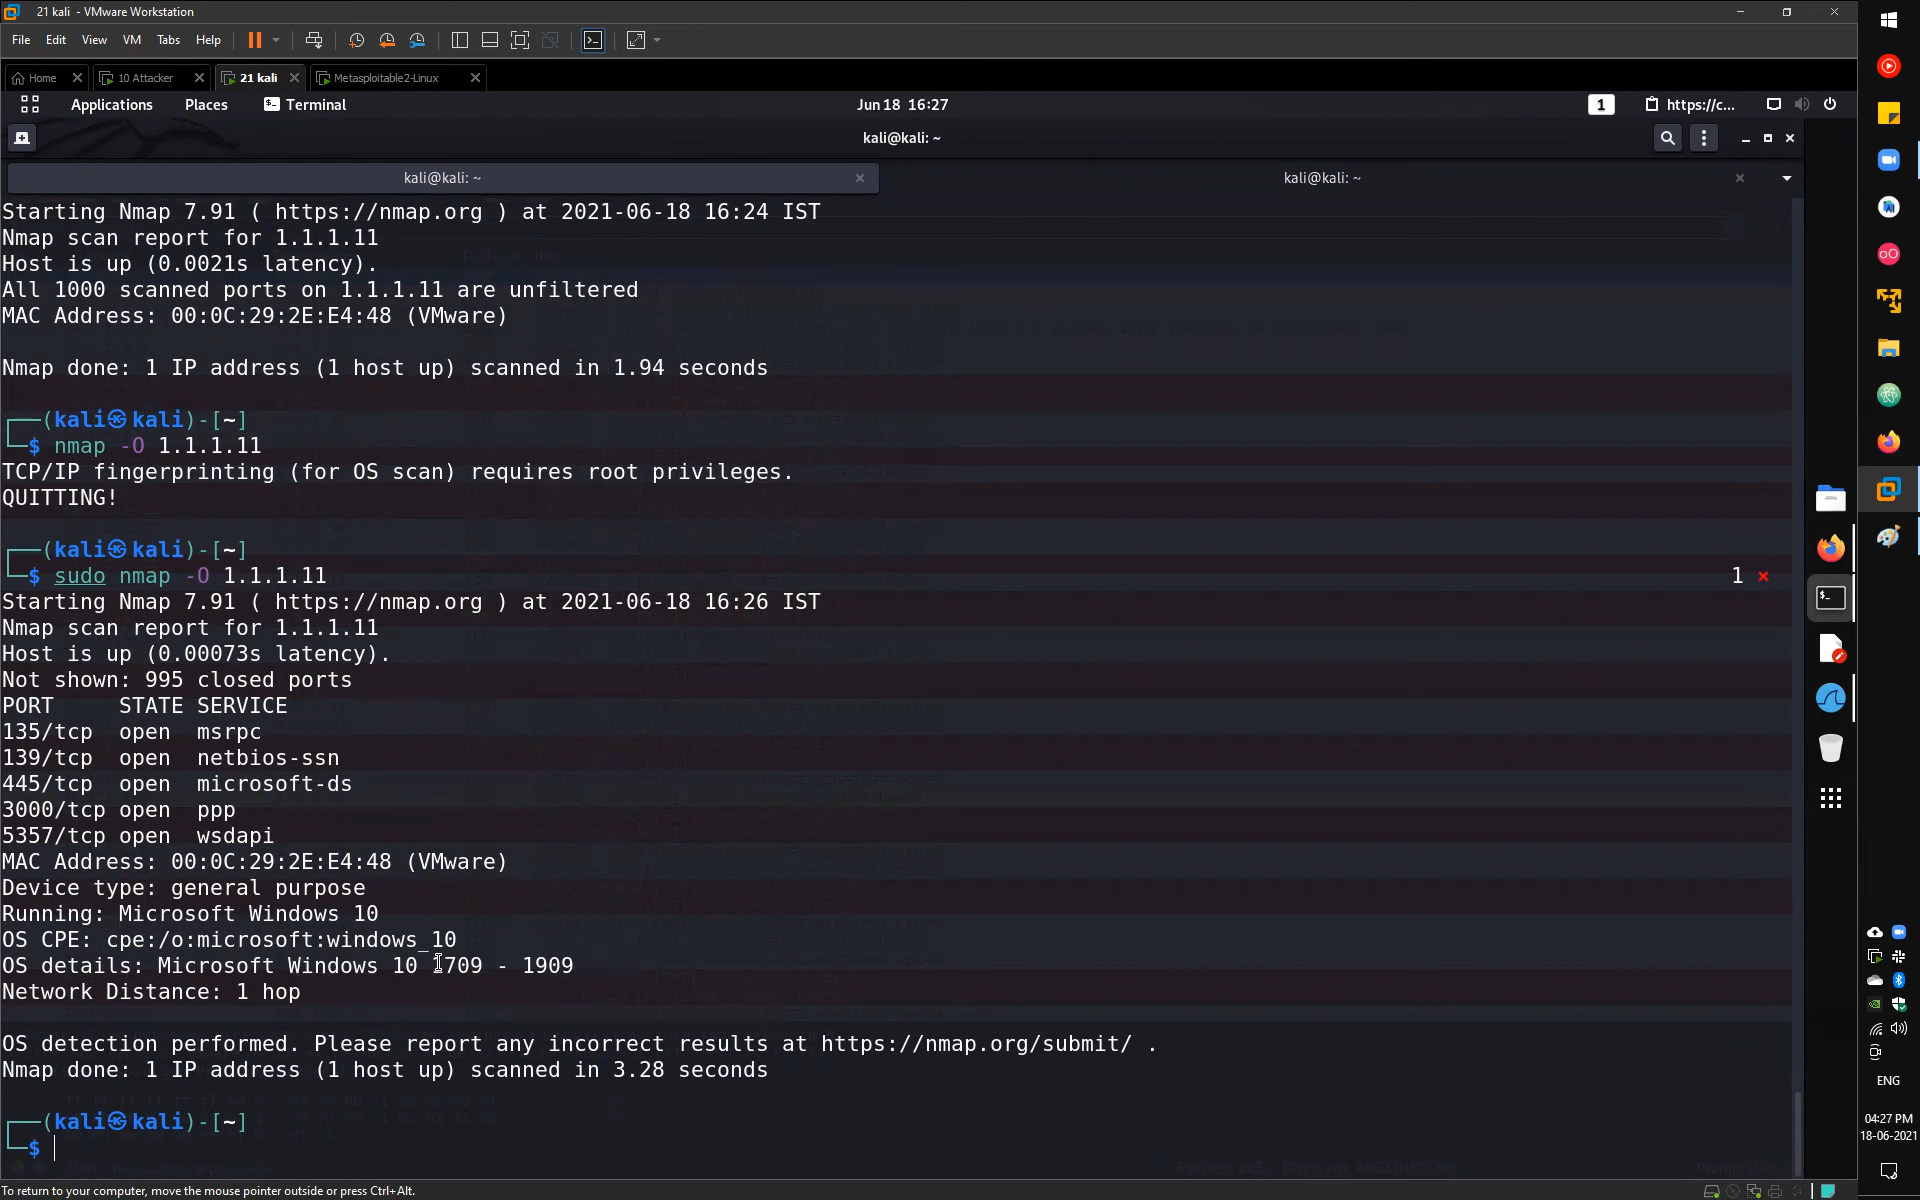 21 kali - VMware Workstation
File Edit View VM Tabs Help
Home 10 Attacker 21 kali Metasploitable2-Linux
Applications Places Terminal Jun 18 16:27 1 https://c...
kali@kali: ~
kali@kali: ~ kali@kali: ~
Starting Nmap 7.91 ( https://nmap.org ) at 2021-06-18 16:24 IST
Nmap scan report for 1.1.1.11
Host is up (0.0021s latency).
All 1000 scanned ports on 1.1.1.11 are unfiltered
MAC Address: 00:0C:29:2E:E4:48 (VMware)
Nmap done: 1 IP address (1 host up) scanned in 1.94 seconds
┌──(kali㉿kali)-[~]
└─$ nmap -O 1.1.1.11
TCP/IP fingerprinting (for OS scan) requires root privileges.
QUITTING!
┌──(kali㉿kali)-[~]
└─$ sudo nmap -O 1.1.1.11 1 ⨯
Starting Nmap 7.91 ( https://nmap.org ) at 2021-06-18 16:26 IST
Nmap scan report for 1.1.1.11
Host is up (0.00073s latency).
Not shown: 995 closed ports
PORT STATE SERVICE
135/tcp open msrpc
139/tcp open netbios-ssn
445/tcp open microsoft-ds
3000/tcp open ppp
5357/tcp open wsdapi
MAC Address: 00:0C:29:2E:E4:48 (VMware)
Device type: general purpose
Running: Microsoft Windows 10
OS CPE: cpe:/o:microsoft:windows_10
OS details: Microsoft Windows 10 1709 - 1909
Network Distance: 1 hop
OS detection performed. Please report any incorrect results at https://nmap.org/submit/ .
Nmap done: 1 IP address (1 host up) scanned in 3.28 seconds
┌──(kali㉿kali)-[~]
└─$
ENG
04:27 PM
18-06-2021
To return to your computer, move the mouse pointer outside or press Ctrl+Alt.